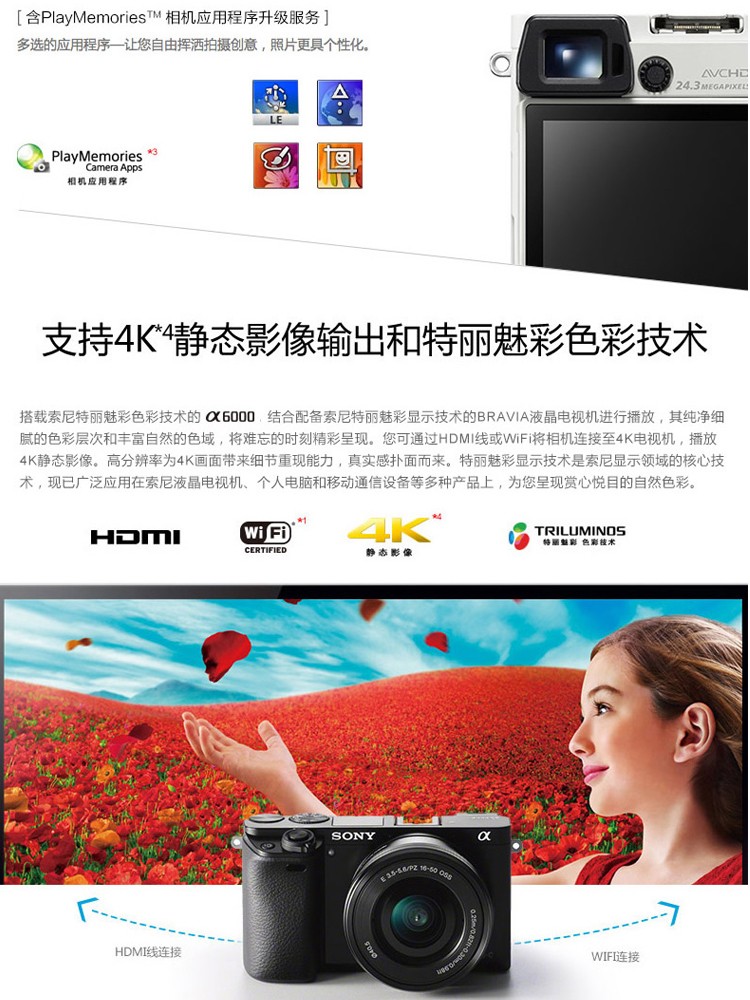 [ 含PlayMemories™ 相机应用程序升级服务 ]
多选的应用程序—让您自由挥洒拍摄创意，照片更具个性化。
AVCHD
24.3 MEGAPIXELS
LE
PlayMemories *3
Camera Apps
相机应用程序
支持4K*4静态影像输出和特丽魅彩色彩技术
搭载索尼特丽魅彩色彩技术的 α6000，结合配备索尼特丽魅彩显示技术的BRAVIA液晶电视机进行播放，其纯净细
腻的色彩层次和丰富自然的色域，将难忘的时刻精彩呈现。您可通过HDMI线或WiFi将相机连接至4K电视机，播放
4K静态影像。高分辨率为4K画面带来细节重现能力，真实感扑面而来。特丽魅彩显示技术是索尼显示领域的核心技
术，现已广泛应用在索尼液晶电视机、个人电脑和移动通信设备等多种产品上，为您呈现赏心悦目的自然色彩。
HDMI
Wi Fi *1
CERTIFIED
4K *4
静态影像
TRILUMINOS
特丽魅彩 色彩技术
SONY
α
E 3.5-5.6/PZ 16-50 OSS
0.25m/0.82ft-0.30m/0.98ft
Ø40.5
HDMI线连接
WIFI连接